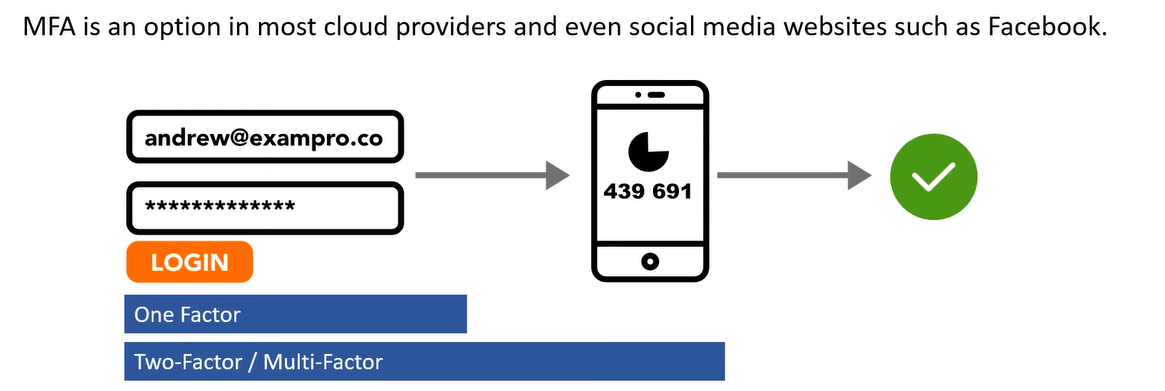 MFA is an option in most cloud providers and even social media websites such as Facebook.
andrew@exampro.co
*************
LOGIN
439 691
One Factor
Two-Factor / Multi-Factor